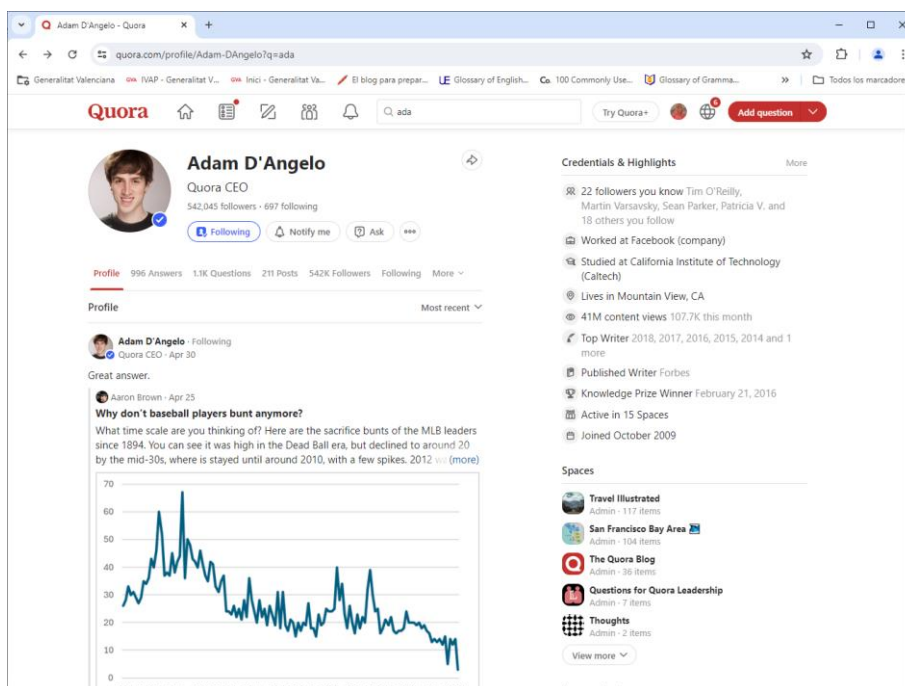 Adam D'Angelo - Quora
quora.com/profile/Adam-DAngelo?q=ada
Generalitat Valenciana
IVAP - Generalitat V...
Inici - Generalitat Va...
El blog para prepar...
Glossary of English...
100 Commonly Use...
Glossary of Gramma...
Todos los marcadores
Quora
ada
Try Quora+
6
Add question
Adam D'Angelo
Quora CEO
542,045 followers · 697 following
Following
Notify me
Ask
Profile 996 Answers 1.1K Questions 211 Posts 542K Followers Following More
Profile
Most recent
Adam D'Angelo · Following
Quora CEO · Apr 30
Great answer.
Aaron Brown · Apr 25
Why don't baseball players bunt anymore?
What time scale are you thinking of? Here are the sacrifice bunts of the MLB leaders
since 1894. You can see it was high in the Dead Ball era, but declined to around 20
by the mid-30s, where is stayed until around 2010, with a few spikes. 2012 (more)
70
60
50
40
30
20
10
0
Credentials & Highlights
More
22 followers you know Tim O'Reilly,
Martin Varsavsky, Sean Parker, Patricia V. and
18 others you follow
Worked at Facebook (company)
Studied at California Institute of Technology
(Caltech)
Lives in Mountain View, CA
41M content views 107.7K this month
Top Writer 2018, 2017, 2016, 2015, 2014 and 1
more
Published Writer Forbes
Knowledge Prize Winner February 21, 2016
Active in 15 Spaces
Joined October 2009
Spaces
Travel Illustrated
Admin · 117 items
San Francisco Bay Area
Admin · 104 items
The Quora Blog
Admin · 36 items
Questions for Quora Leadership
Admin · 7 items
Thoughts
Admin · 2 items
View more